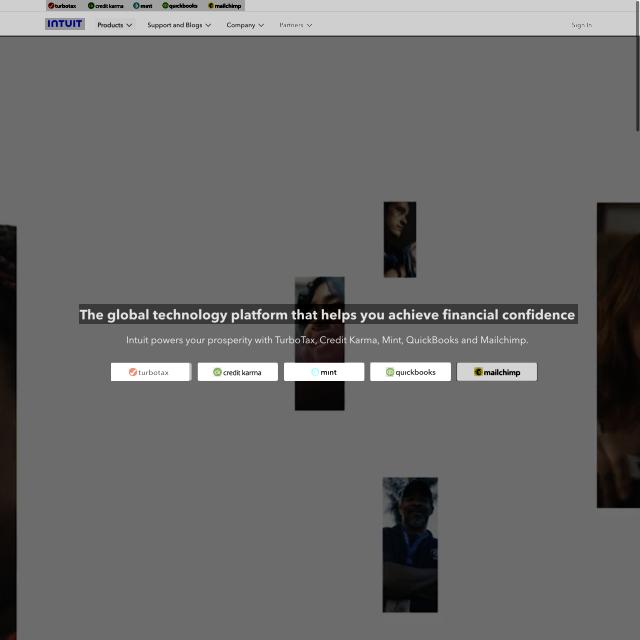 turbotax credit karma mint quickbooks mailchimp
INTUIT Products Support and Blogs Company Partners Sign In
The global technology platform that helps you achieve financial confidence
Intuit powers your prosperity with TurboTax, Credit Karma, Mint, QuickBooks and Mailchimp.
turbotax credit karma mint quickbooks mailchimp